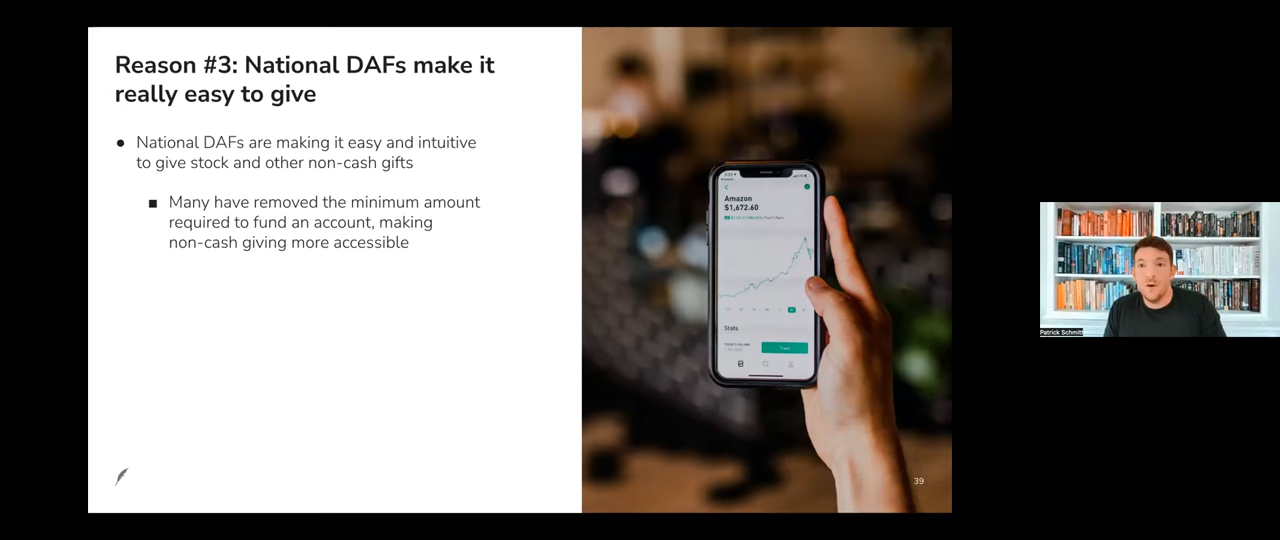 Reason #3: National DAFs make it
really easy to give
● National DAFs are making it easy and intuitive
to give stock and other non-cash gifts
■ Many have removed the minimum amount
required to fund an account, making
non-cash giving more accessible
Amazon
$1,672.60
Stats
Trade
39
Patrick Schmitt